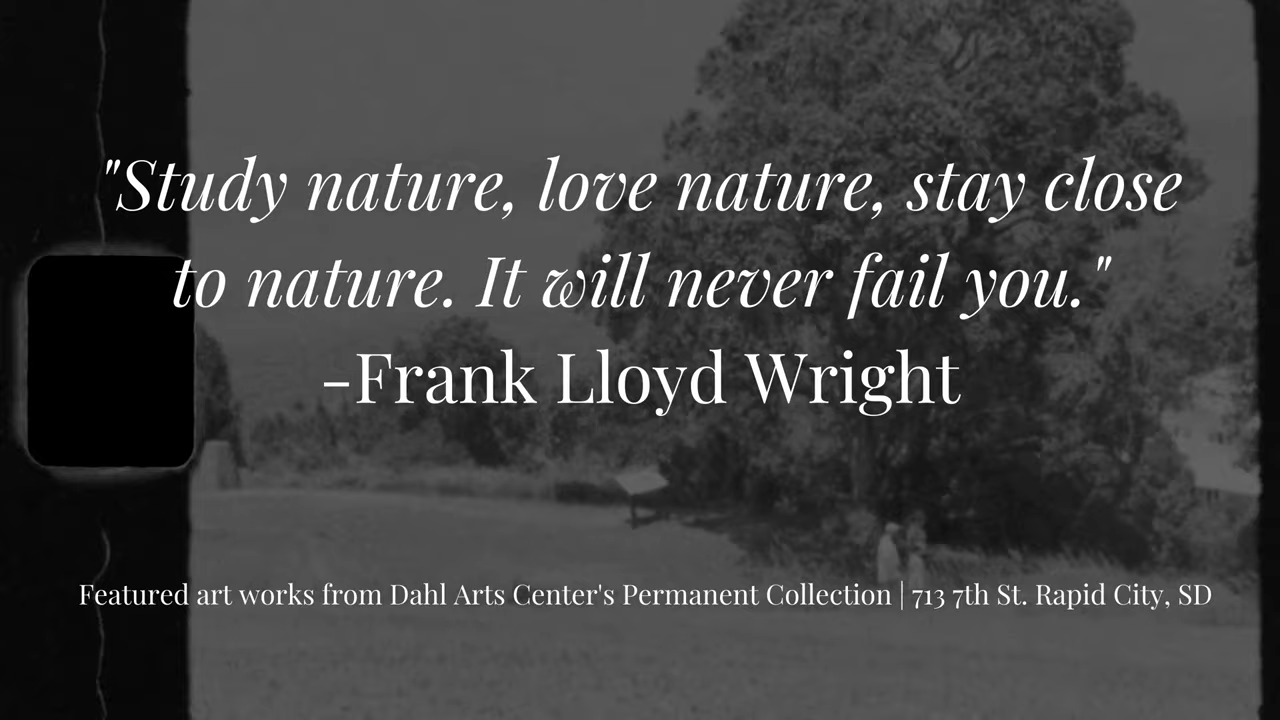 "Study nature, love nature, stay close
to nature. It will never fail you."
-Frank Lloyd Wright
Featured art works from Dahl Arts Center's Permanent Collection | 713 7th St. Rapid City, SD